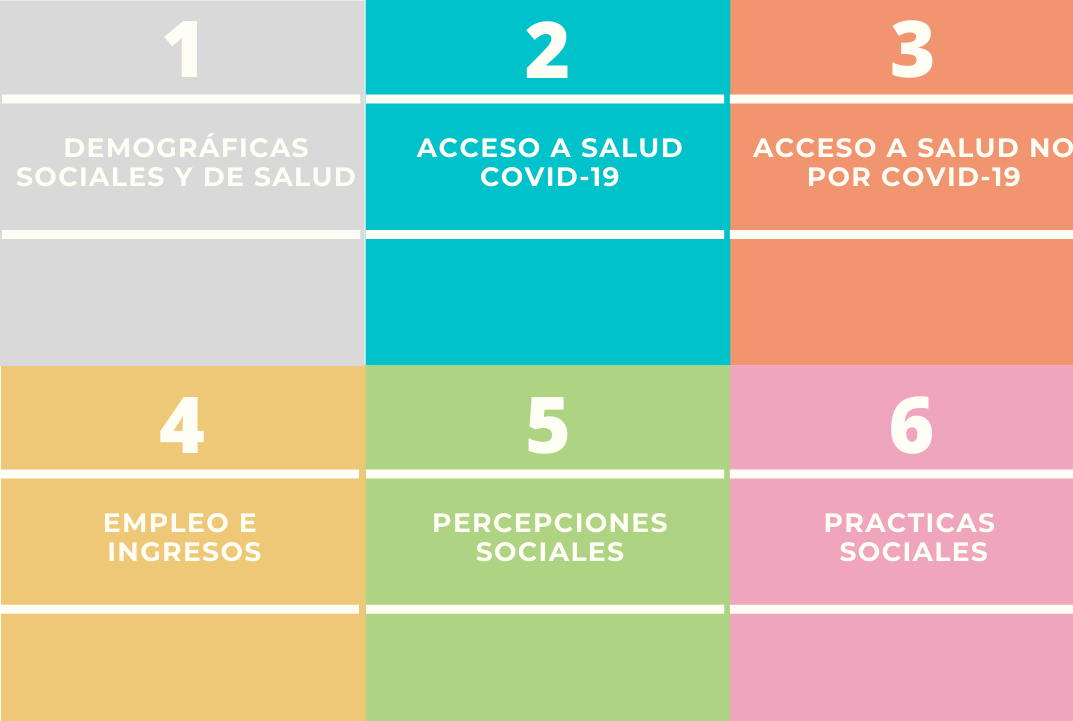 1
DEMOGRÁFICAS
SOCIALES Y DE SALUD
2
ACCESO A SALUD
COVID-19
3
ACCESO A SALUD NO
POR COVID-19
4
EMPLEO E
INGRESOS
5
PERCEPCIONES
SOCIALES
6
PRACTICAS
SOCIALES